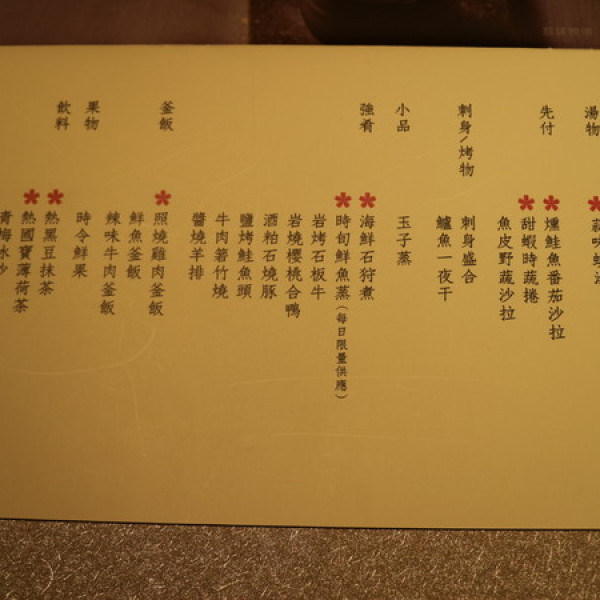 湯物
先付
*燻鮭魚番茄沙拉
*甜蝦時蔬捲
魚皮野蔬沙拉
刺身/烤物
刺身盛合
鱸魚一夜干
小品
玉子蒸
強肴
*海鮮石狩煮
*時旬鮮魚蒸(每日限量供應)
岩烤石板牛
岩燒櫻桃合鴨
酒粕石燒豚
鹽烤鮭魚頭
牛肉箬竹燒
醬燒羊排
釜飯
*照燒雞肉釜飯
鮮魚釜飯
辣味牛肉釜飯
果物
時令鮮果
飲料
*熱黑豆抹茶
*熱國寶薄荷茶
青梅冰沙